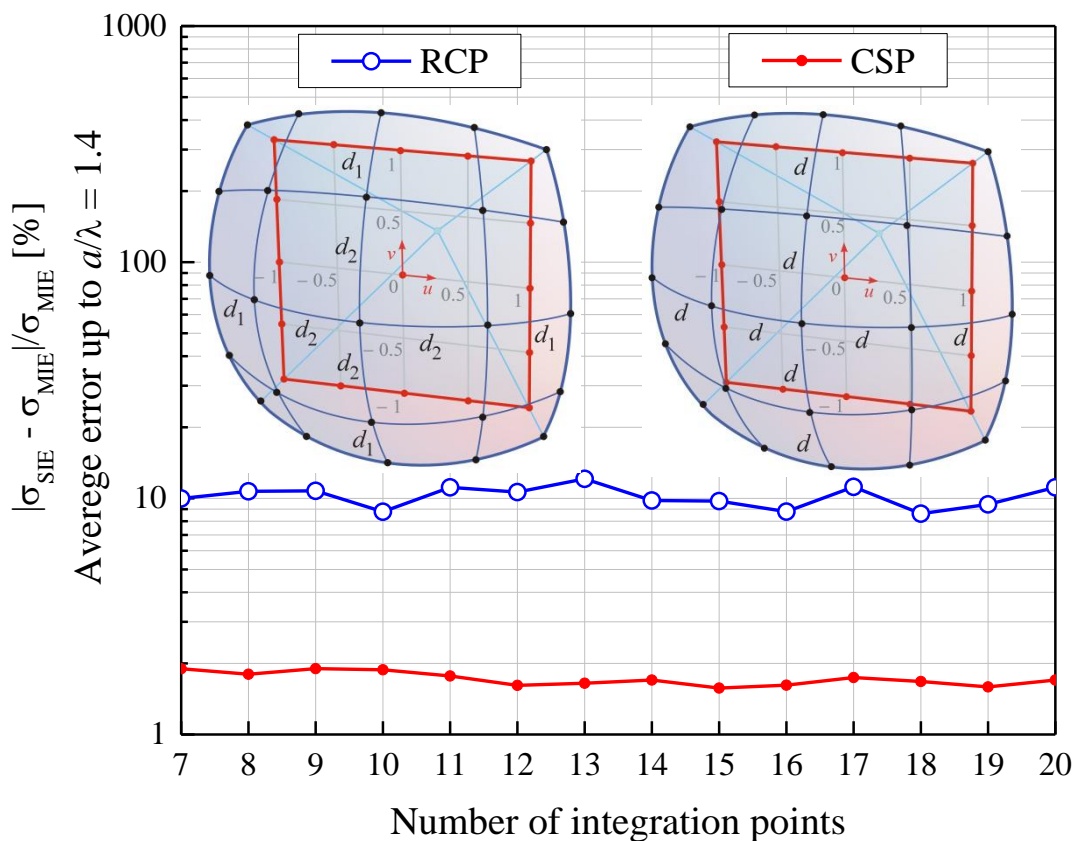 |σSIE - σMIE|/σMIE [%]
Averege error up to a/λ = 1.4
1000
100
10
1
RCP
CSP
d1
1
0.5
d2
v
-1
-0.5
0
0.5
1
u
d1
d2
-0.5
d2
d1
d2
-1
d1
d
1
0.5
v
d
-1
-0.5
0
0.5
1
u
d
-0.5
d
d
d
-1
d
7 8 9 10 11 12 13 14 15 16 17 18 19 20
Number of integration points